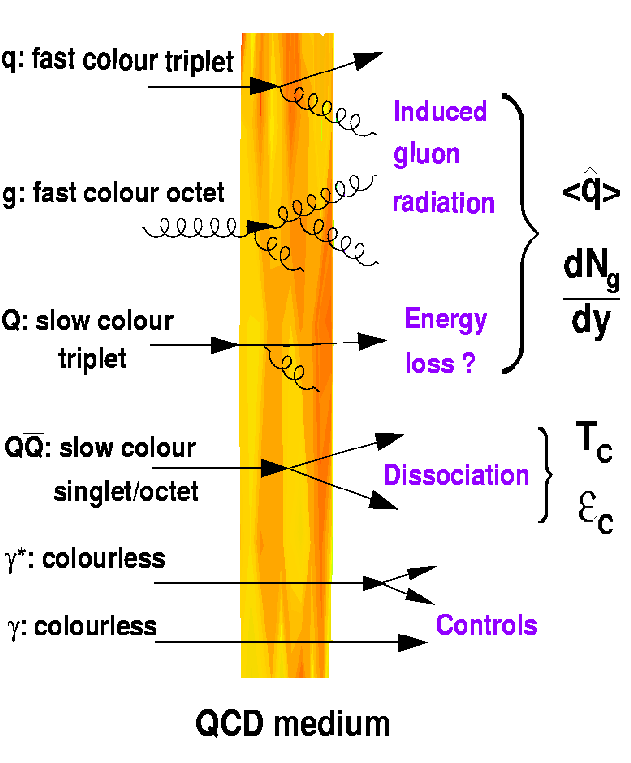 q: fast colour triplet
Induced
gluon
radiation
g: fast colour octet
<q̂>
dN_g
dy
Q: slow colour
triplet
Energy
loss ?
QQ̅: slow colour
singlet/octet
Dissociation
T_C
ε_C
γ*: colourless
γ: colourless
Controls
QCD medium